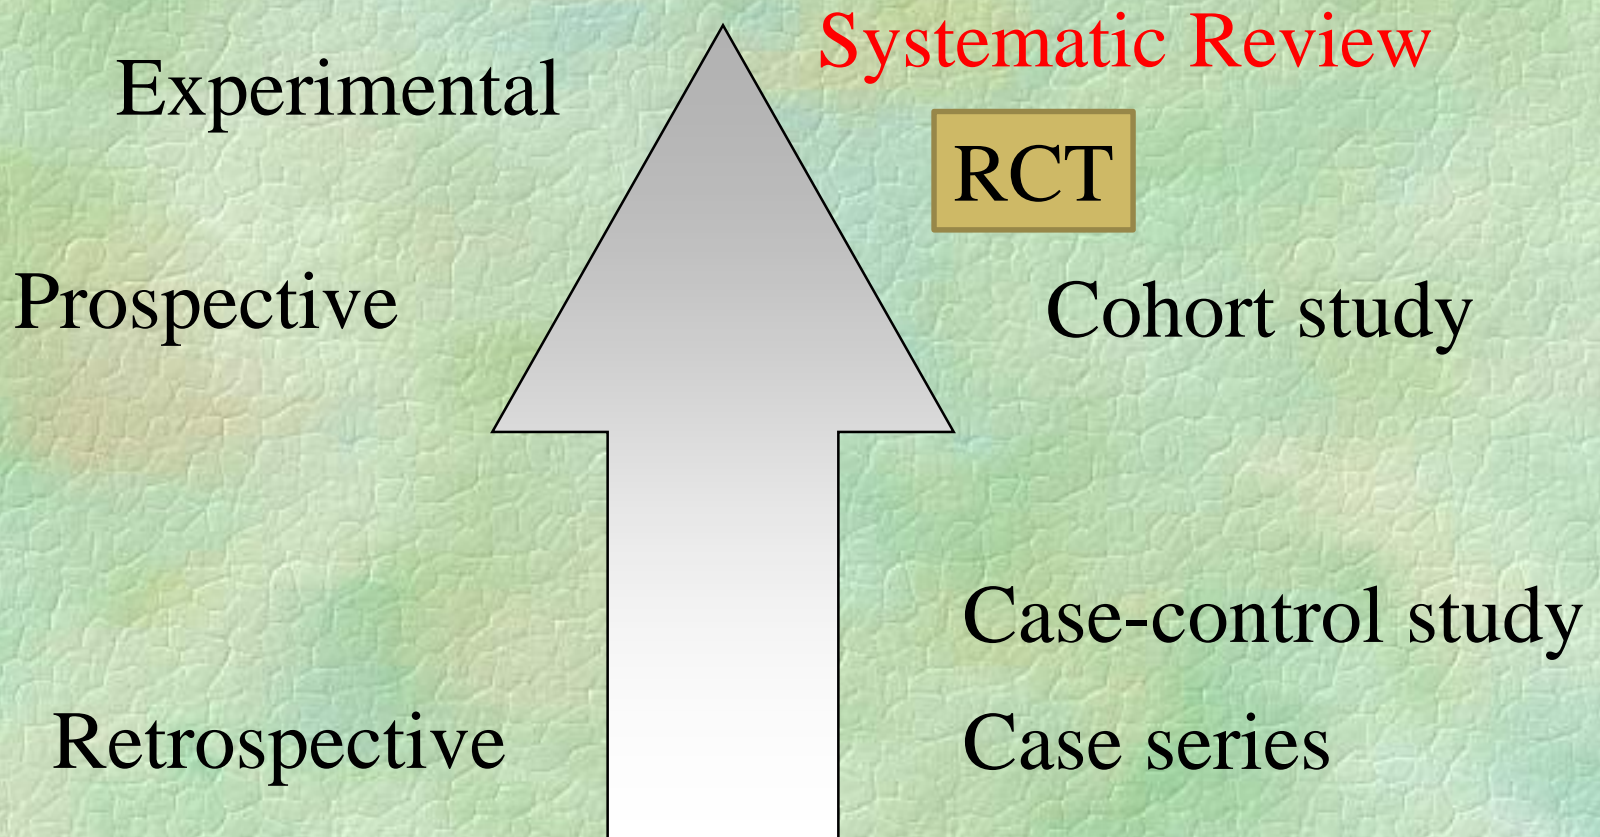 Systematic Review
Experimental
RCT
Prospective
Cohort study
Case-control study
Retrospective
Case series